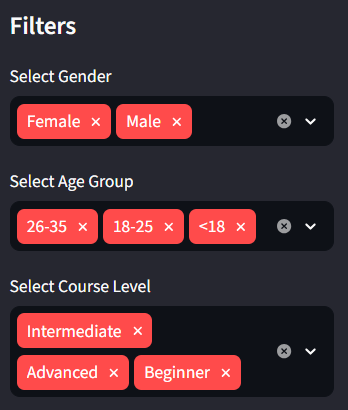 Filters
Select Gender
Female × Male ×
Select Age Group
26-35 × 18-25 × <18 ×
Select Course Level
Intermediate ×
Advanced × Beginner ×